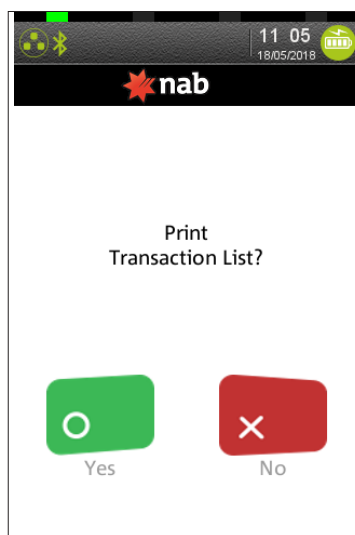 11 05
18/05/2018
nab
Print
Transaction List?
Yes
No